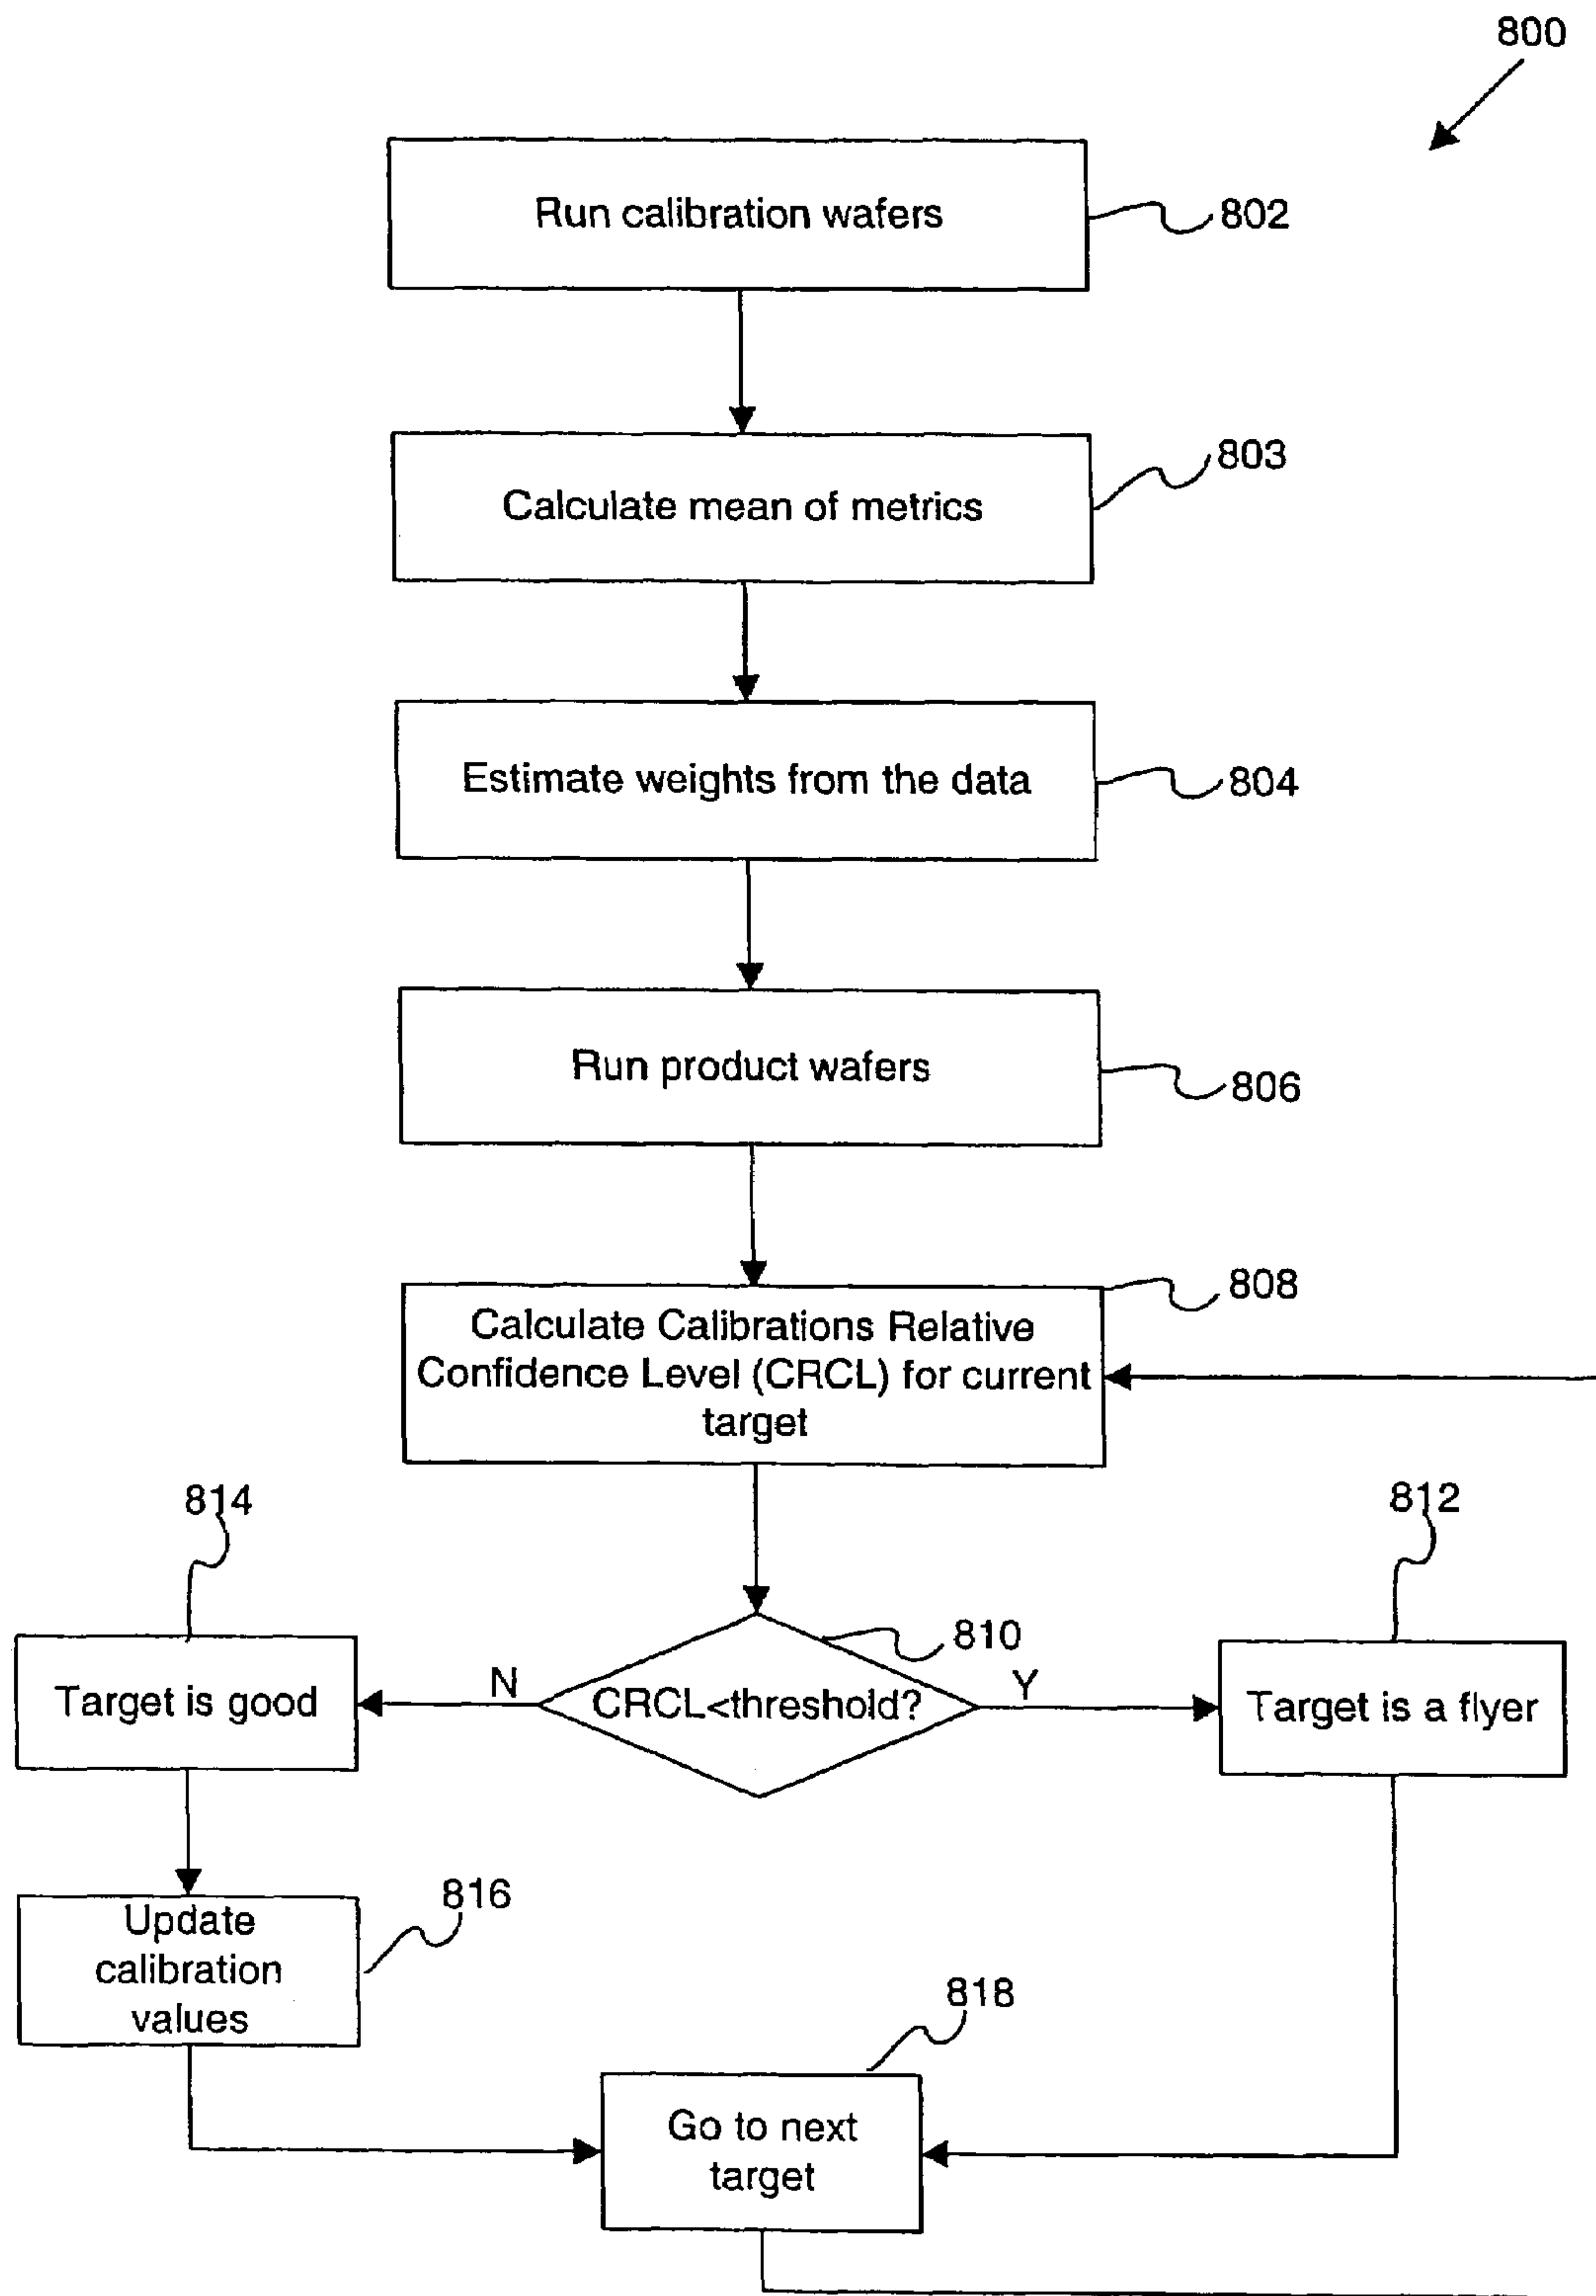 800
Run calibration wafers
802
Calculate mean of metrics
803
Estimate weights from the data
804
Run product wafers
806
808
Calculate Calibrations Relative
Confidence Level (CRCL) for current
target
814
812
810
Target is good
N
CRCL<threshold?
Y
Target is a flyer
816
Update
calibration
values
818
Go to next
target